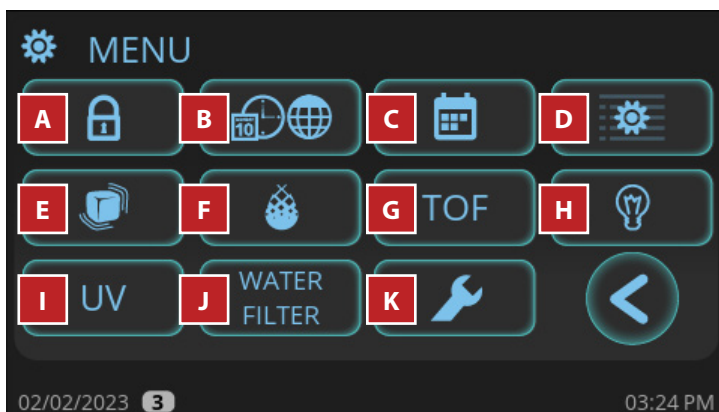 MENU
A
B
10
C
D
E
F
G TOF
H
I UV
J WATER
FILTER
K
02/02/2023 3 03:24 PM